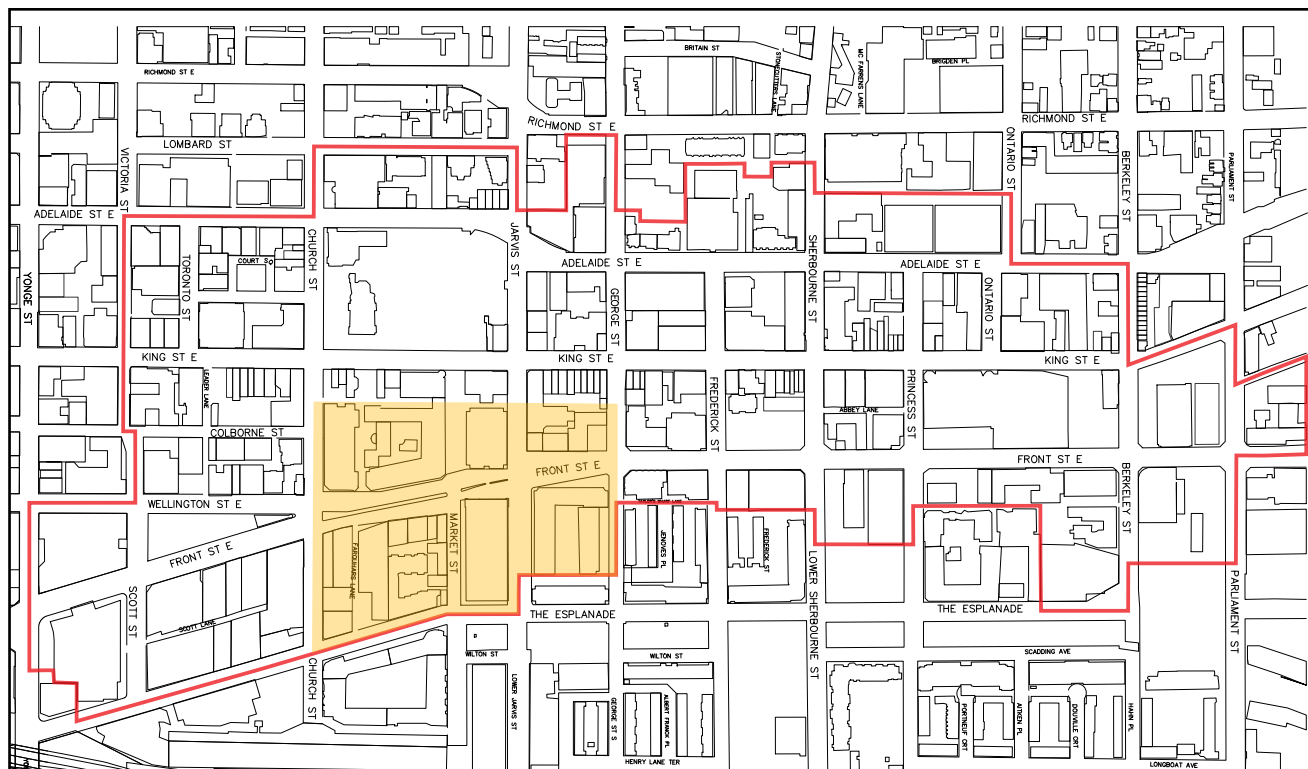 BRITAIN ST
STONECUTTERS LANE
MC FARRENS LANE
BRIGDEN PL
RICHMOND ST E
RICHMOND ST E
RICHMOND ST E
LOMBARD ST
VICTORIA ST
ONTARIO ST
BERKELEY ST
PARLIAMENT ST
ADELAIDE ST E
CHURCH ST
JARVIS ST
SHERBOURNE ST
COURT SQ
ADELAIDE ST E
ADELAIDE ST E
YONGE ST
TORONTO ST
GEORGE ST
ONTARIO ST
KING ST E
KING ST E
KING ST E
LEADER LANE
FREDERICK ST
PRINCESS ST
ABBEY LANE
COLBORNE ST
FRONT ST E
FRONT ST E
BERKELEY ST
WELLINGTON ST E
MARKET ST
FARQUHARS LANE
JENOVES PL
FREDERICK ST
FRONT ST E
LOWER SHERBOURNE ST
PARLIAMENT ST
SCOTT ST
SCOTT LANE
THE ESPLANADE
THE ESPLANADE
WILTON ST
WILTON ST
SCADDING AVE
CHURCH ST
LOWER JARVIS ST
GEORGE ST S
ALBERT FRANCK PL
PORTNEUF CRT
AITKEN PL
DOUVILLE CRT
HAHN PL
HENRY LANE TER
LONGBOAT AVE